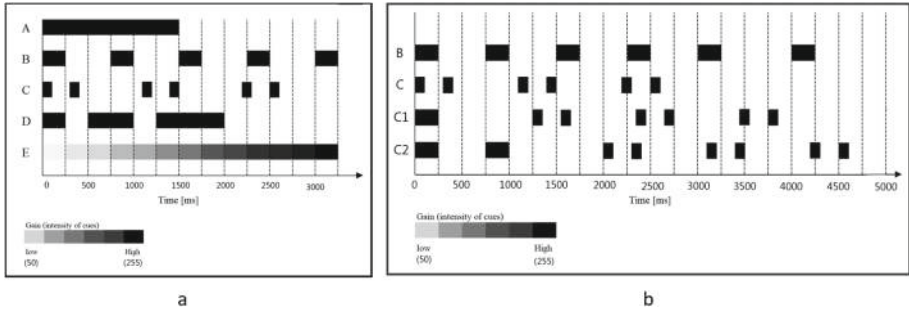 A
B
C
D
E
0 500 1000 1500 2000 2500 3000
Time [ms]
Gain (intensity of cues)
low High
(50) (255)
a
B
C
C1
C2
0 500 1000 1500 2000 2500 3000 3500 4000 4500 5000
Time [ms]
Gain (intensity of cues)
low High
(50) (255)
b